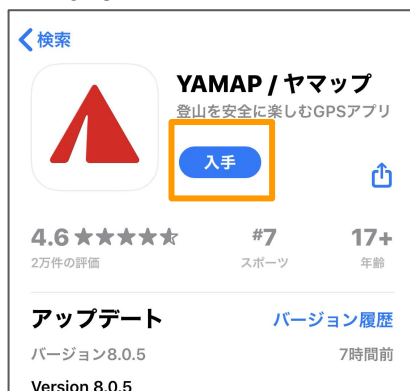 検索
YAMAP / ヤマップ
登山を安全に楽しむGPSアプリ
入手
4.6 #7 17+
2万件の評価 スポーツ 年齢
アップデート バージョン履歴
バージョン8.0.5 7時間前
Version 8.0.5